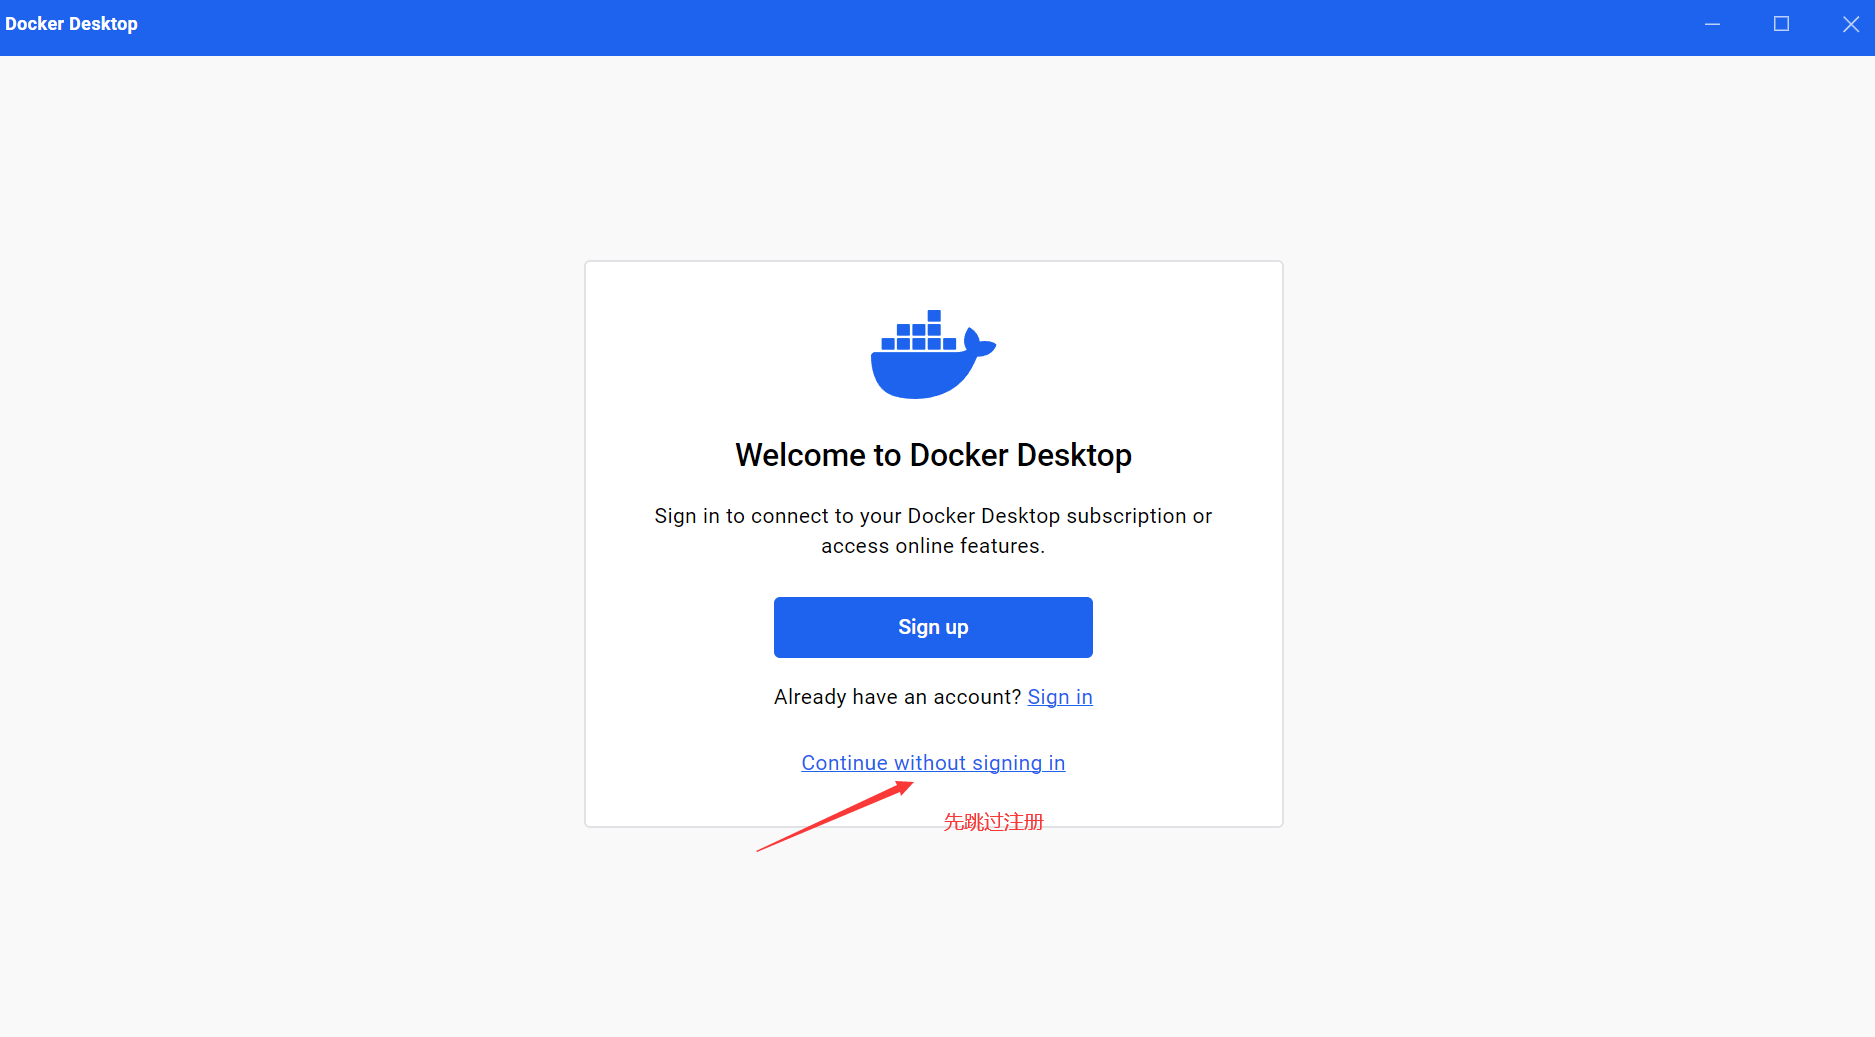 Docker Desktop
Welcome to Docker Desktop
Sign in to connect to your Docker Desktop subscription or
access online features.
Sign up
Already have an account? Sign in
Continue without signing in
先跳过注册